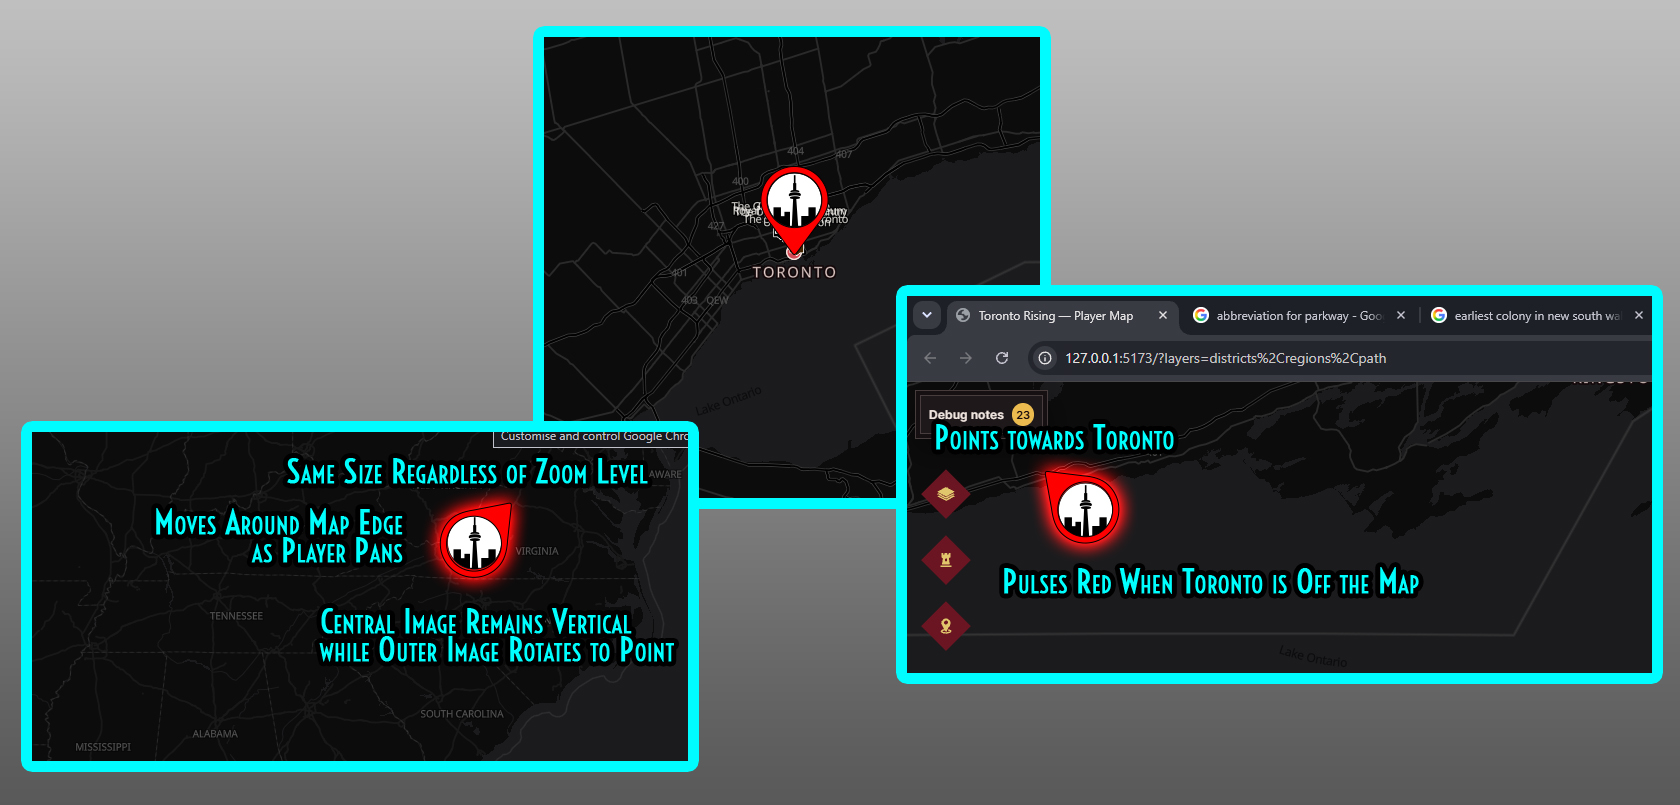 404
407
400
427
401
403
QEW
TORONTO
Lake Ontario
Toronto Rising — Player Map
abbreviation for parkway - Goo
earliest colony in new south wa
127.0.0.1:5173/?layers=districts%2Cregions%2Cpath
Debug notes 23
Points towards Toronto
Pulses Red When Toronto is Off the Map
Lake Ontario
Customise and control Google Chro
Same Size Regardless of Zoom Level
AWARE
Moves Around Map Edge
as Player Pans
VIRGINIA
TENNESSEE
Central Image Remains Vertical
while Outer Image Rotates to Point
SOUTH CAROLINA
ALABAMA
MISSISSIPPI